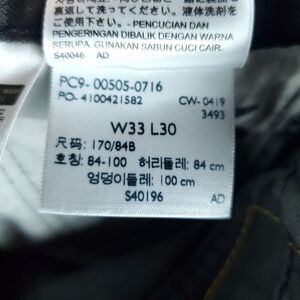 返して洗ってください。液体洗剤を
ご使用下さい。- PENCUCIAN DAN
PENGERINGAN DIBALIK DENGAN WARNA
SERUPA. GUNAKAN SABUN CUCI CAIR.
S40046 AD
PC9- 00505-0716
PO- 4100421582 CW- 0419
3493
W33 L30
尺码: 170/84B
호칭: 84-100 허리둘레: 84 cm
엉덩이둘레: 100 cm
S40196 AD